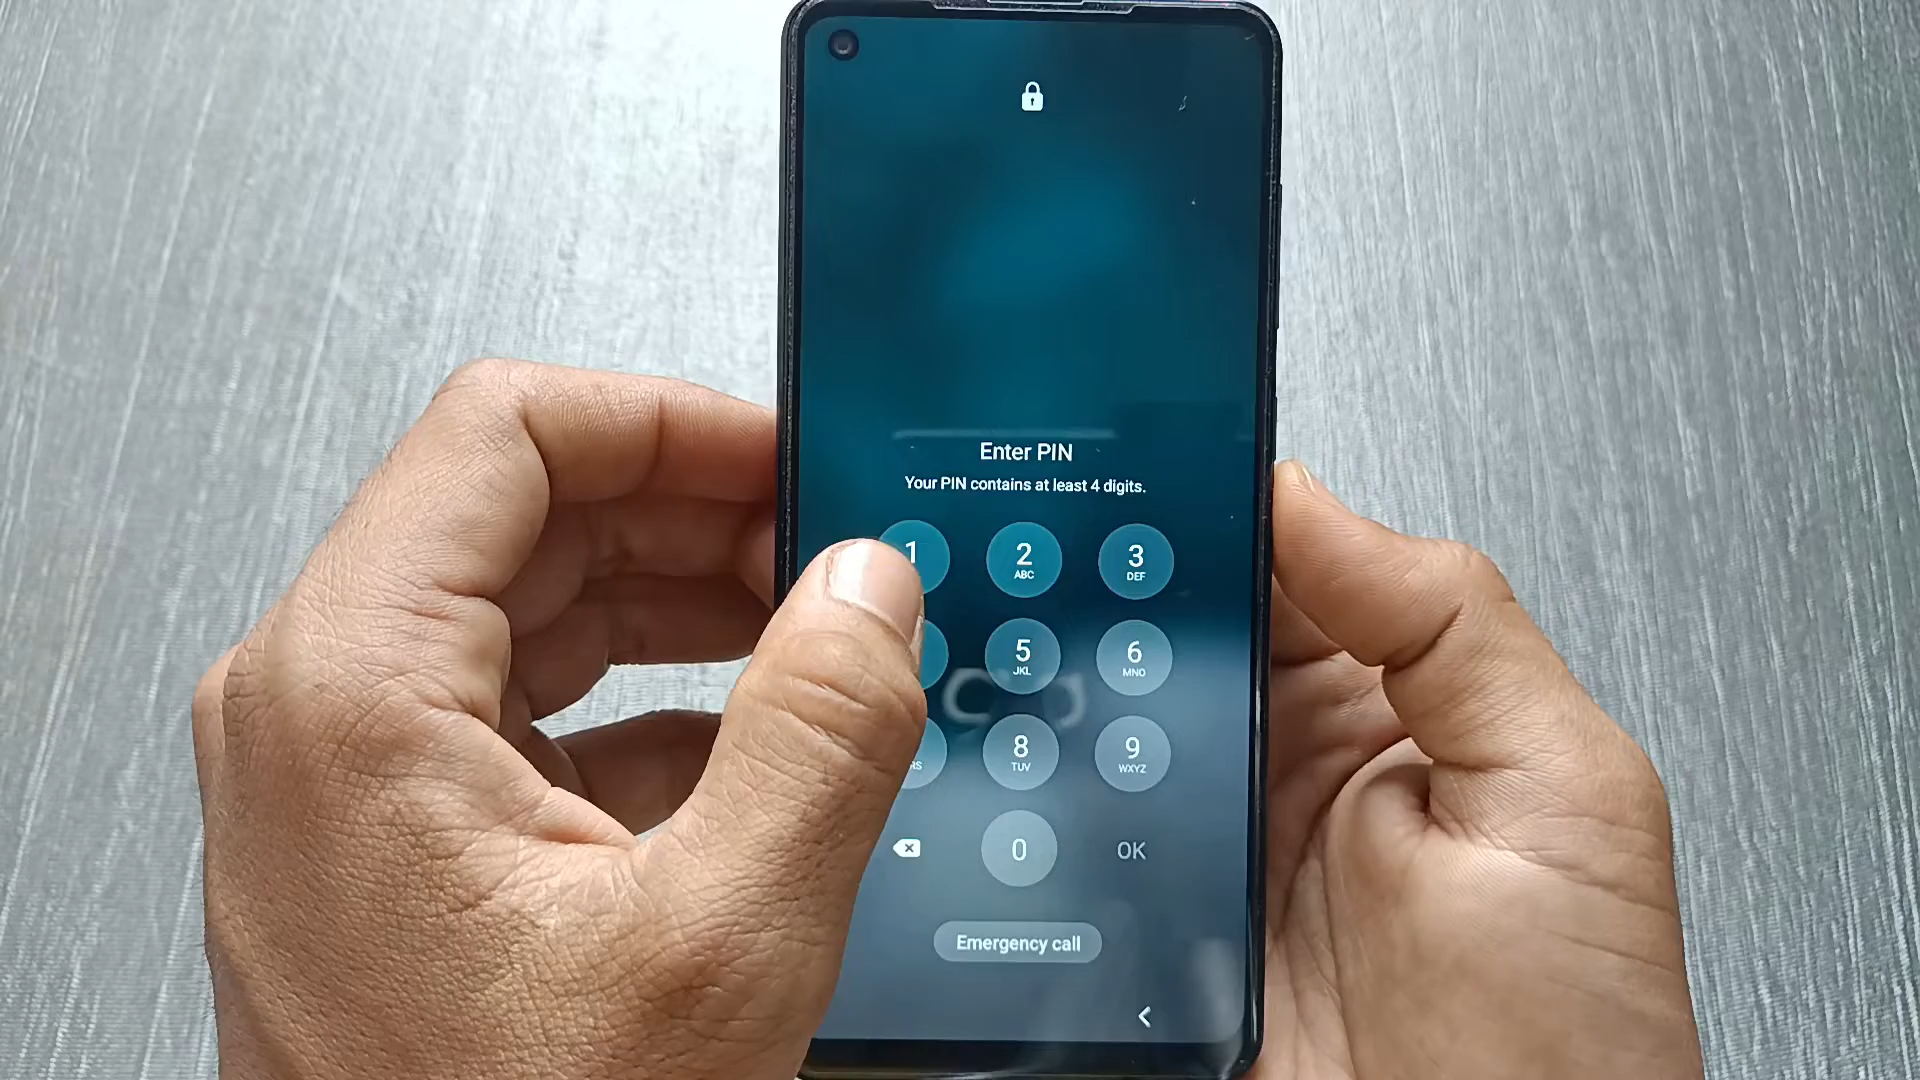 Enter PIN
Your PIN contains at least 4 digits.
1 2 3
ABC DEF
5 6
JKL MNO
8 9
RS TUV WXYZ
0 OK
Emergency call